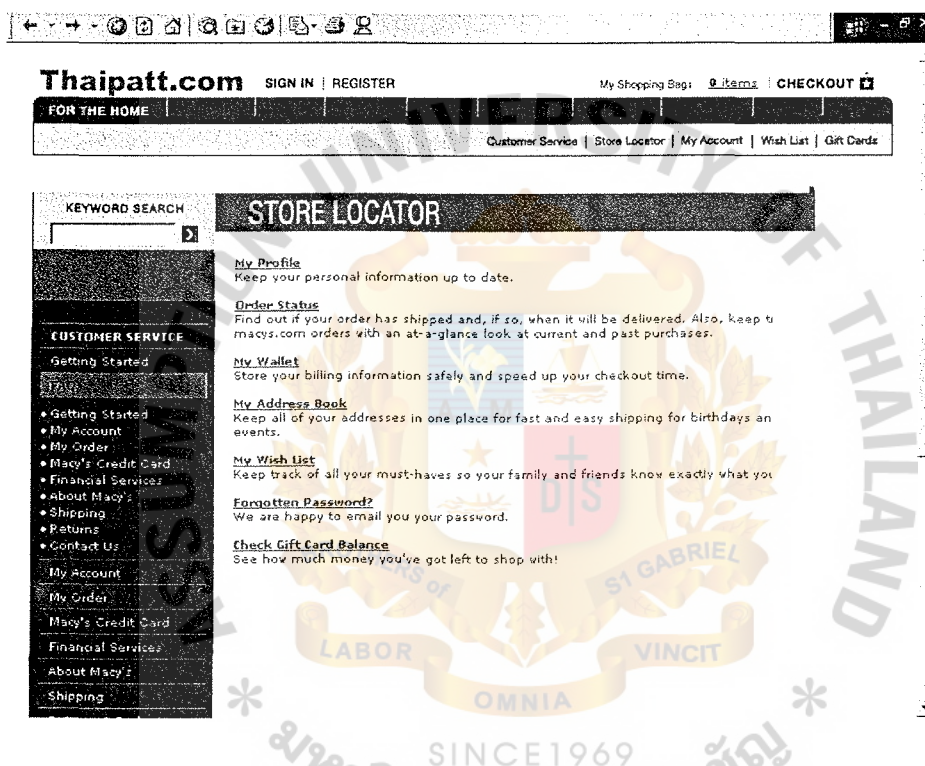 Thaipatt.com SIGN IN | REGISTER My Shopping Bag: 0 items CHECKOUT
FOR THE HOME
Customer Service | Store Locator | My Account | Wish List | Gift Cards
KEYWORD SEARCH
STORE LOCATOR
My Profile
Keep your personal information up to date.
Order Status
Find out if your order has shipped and, if so, when it will be delivered. Also, keep
macys.com orders with an at-a-glance look at current and past purchases.
My Wallet
Store your billing information safely and speed up your checkout time.
My Address Book
Keep all of your addresses in one place for fast and easy shipping for birthdays an
events.
My Wish List
Keep track of all your must-haves so your family and friends know exactly what you
Forgotten Password?
We are happy to email you your password.
Check Gift Card Balance
See how much money you've got left to shop with!
CUSTOMER SERVICE
Getting Started
• Getting Started
• My Account
• My Order
• Macy's Credit Card
• Financial Services
• About Macy's
• Shipping
• Returns
• Contact Us
My Account
My Order
Macy's Credit Card
Financial Services
About Macy's
Shipping
ASSUMPTION UNIVERSITY OF THAILAND
BROTHERS OF ST GABRIEL
DS
LABOR
OMNIA
VINCIT
SINCE1969